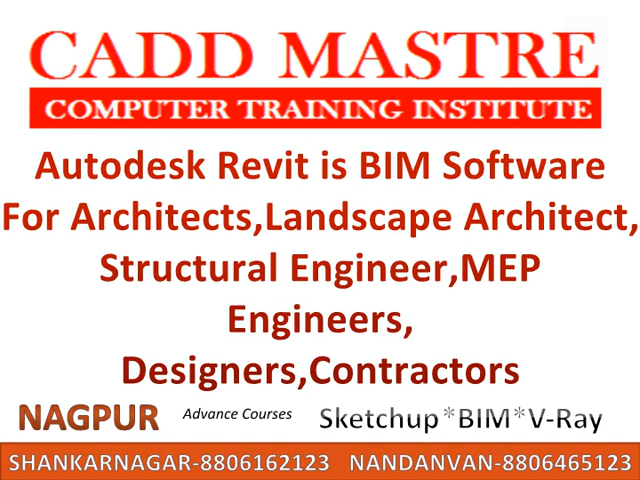 CADD MASTRE
COMPUTER TRAINING INSTITUTE
Autodesk Revit is BIM Software
For Architects,Landscape Architect,
Structural Engineer,MEP
Engineers,
Designers,Contractors
NAGPUR Advance Courses Sketchup*BIM*V-Ray
SHANKARNAGAR-8806162123 NANDANVAN-8806465123